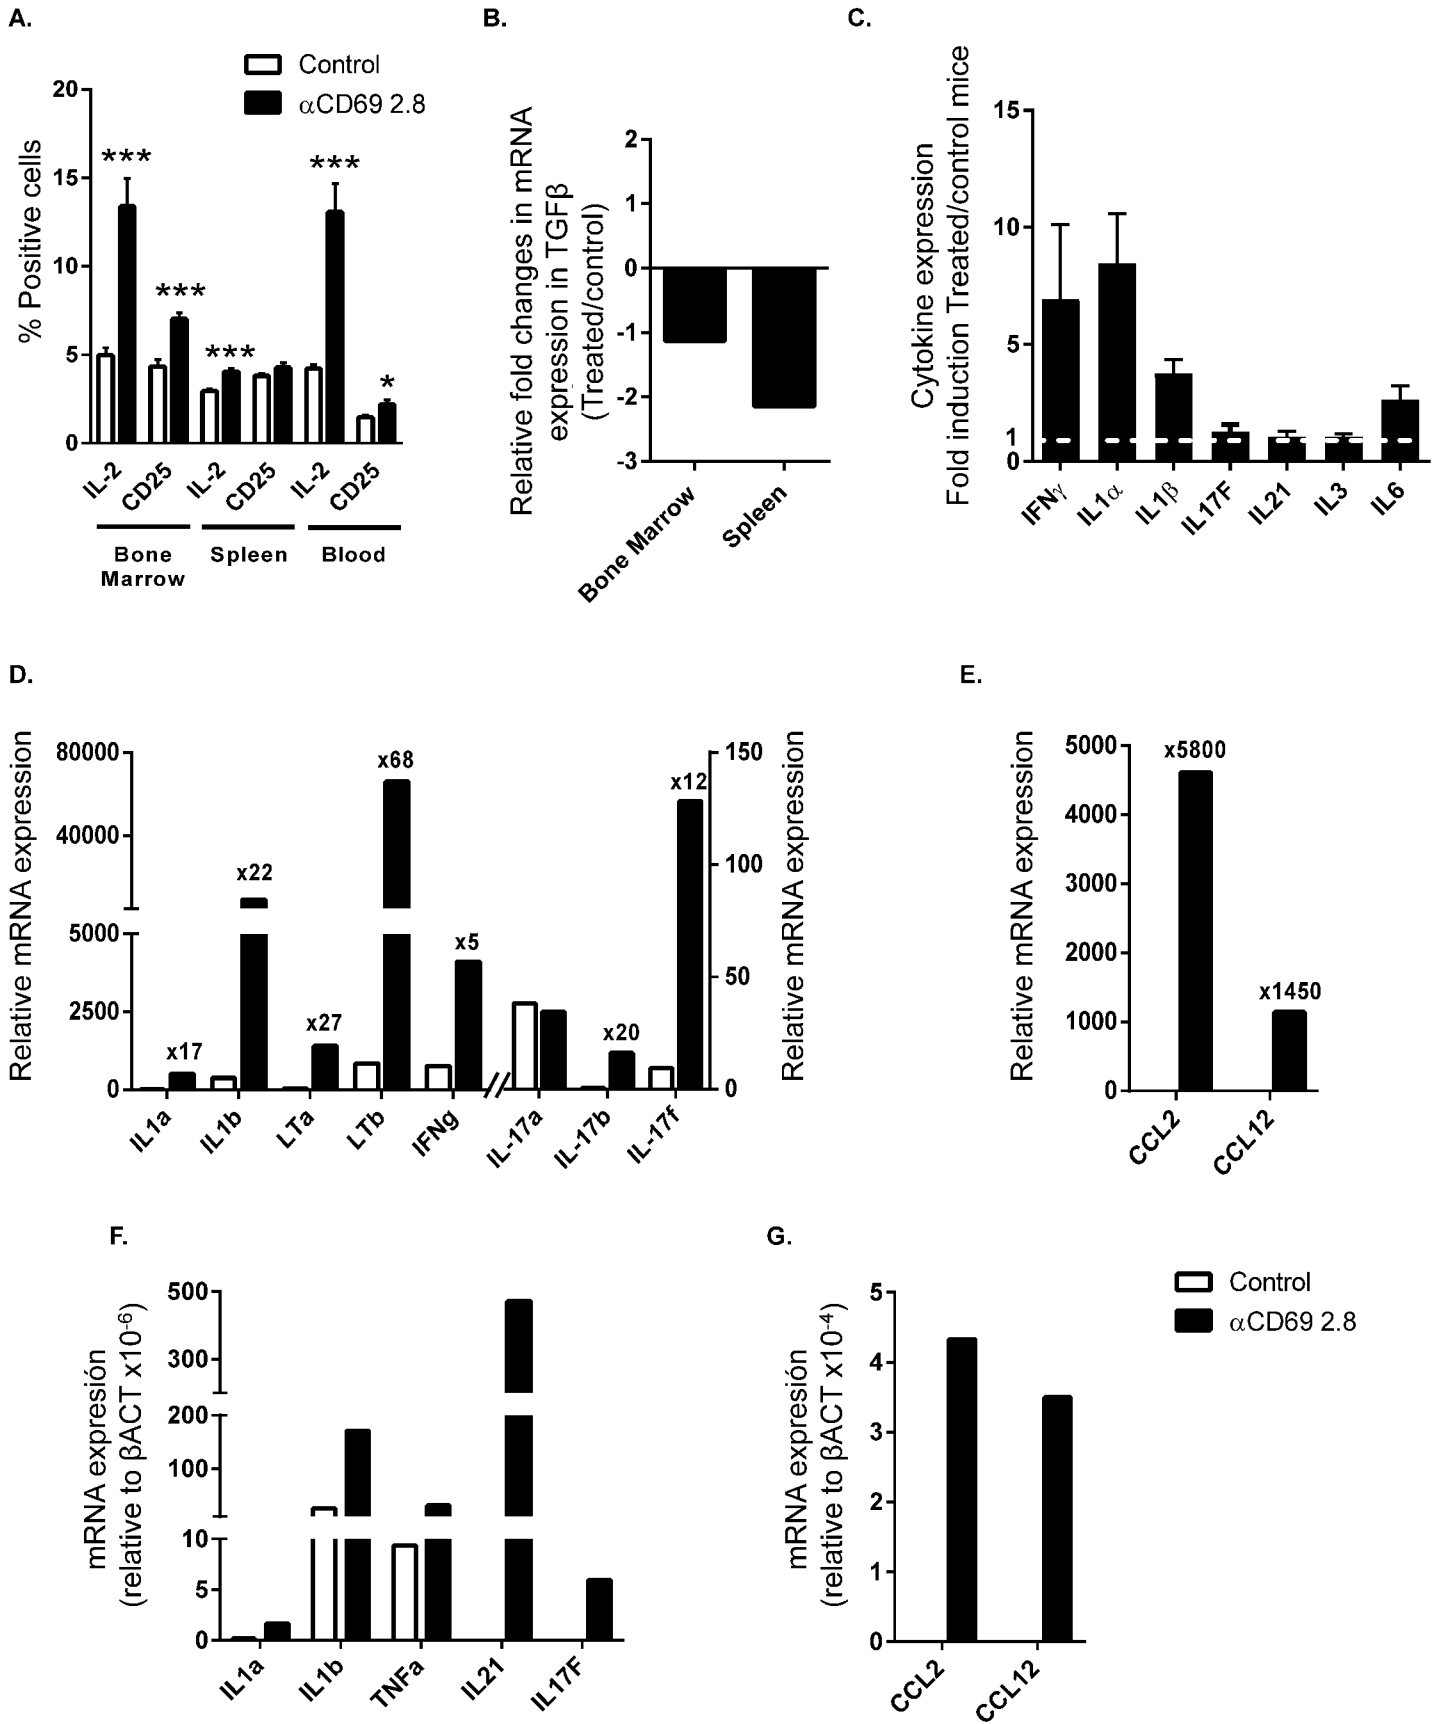 A.
Control
αCD69 2.8
% Positive cells
20
15
10
5
0
***
***
***
***
*
IL-2
CD25
IL-2
CD25
IL-2
CD25
Bone
Marrow
Spleen
Blood
B.
Relative fold changes in mRNA
expression in TGFβ
(Treated/control)
2
1
0
-1
-2
-3
Bone Marrow
Spleen
C.
Cytokine expression
Fold induction Treated/control mice
15
10
5
1
0
IFNγ
IL1α
IL1β
IL17F
IL21
IL3
IL6
D.
Relative mRNA expression
80000
40000
5000
2500
0
x17
x22
x27
x68
x5
x20
x12
150
100
50
0
Relative mRNA expression
IL1a
IL1b
LTa
LTb
IFNg
IL-17a
IL-17b
IL-17f
E.
Relative mRNA expression
5000
4000
3000
2000
1000
0
x5800
x1450
CCL2
CCL12
F.
mRNA expresión
(relative to βACT x10-6)
500
300
200
100
10
5
0
IL1a
IL1b
TNFa
IL21
IL17F
G.
mRNA expresión
(relative to βACT x10-4)
5
4
3
2
1
0
CCL2
CCL12
Control
αCD69 2.8